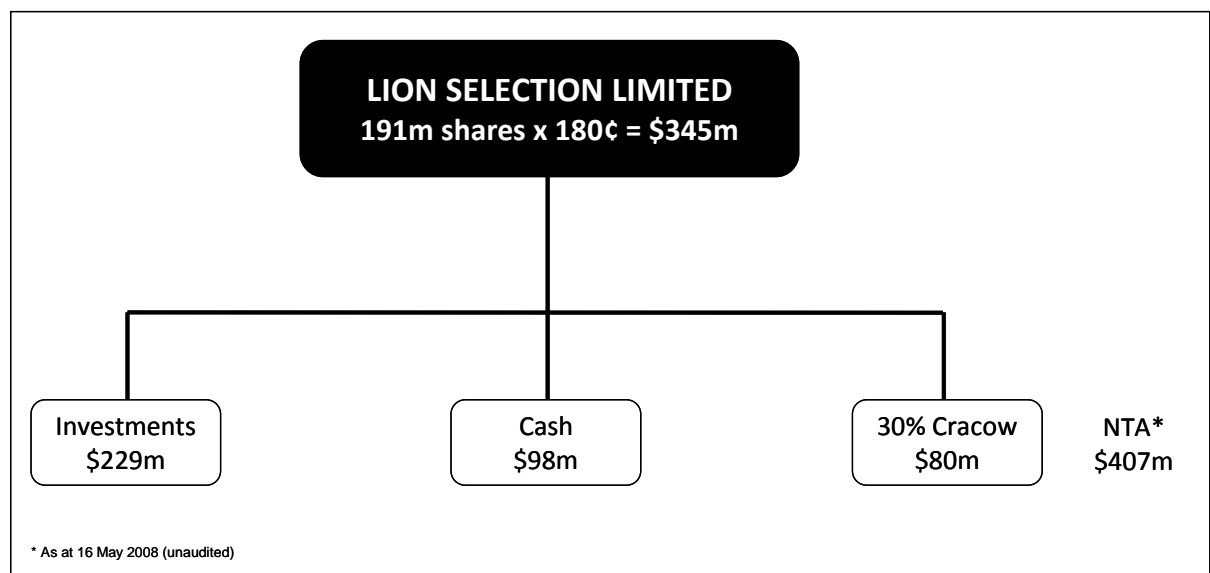 LION SELECTION LIMITED
191m shares x 180¢ = $345m
Investments
$229m
Cash
$98m
30% Cracow
$80m
NTA*
$407m
* As at 16 May 2008 (unaudited)